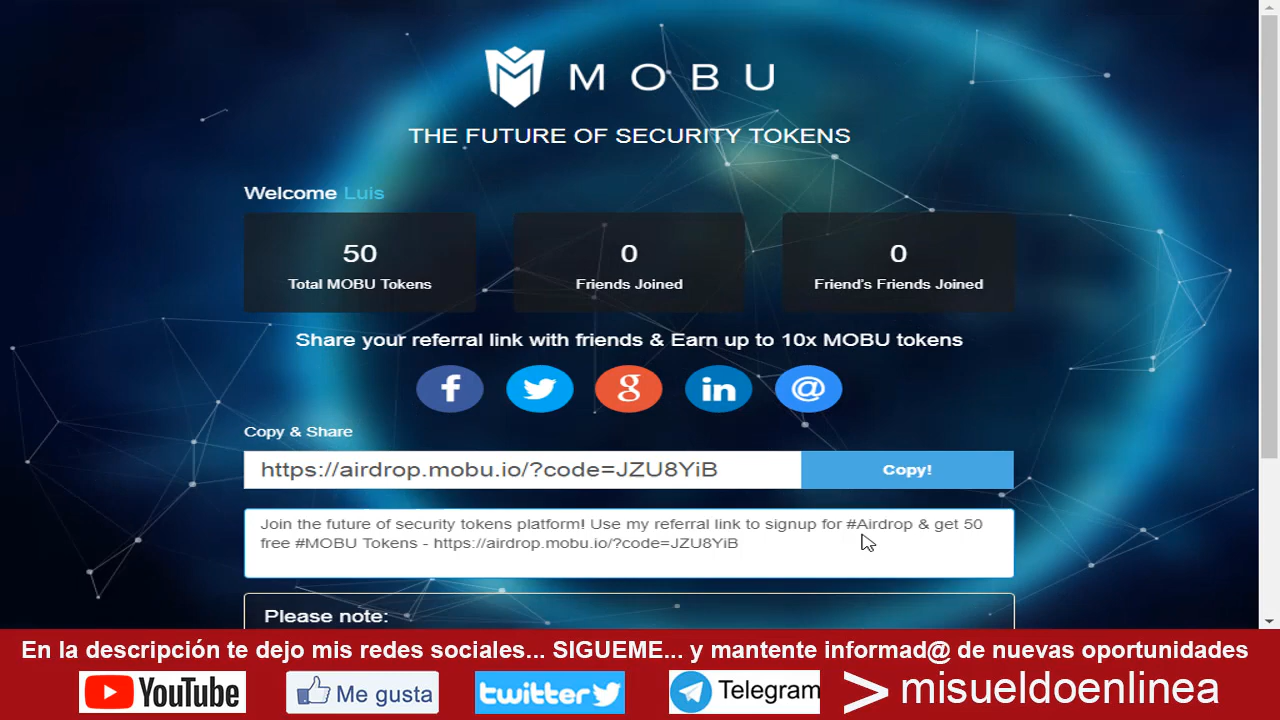 MOBU
THE FUTURE OF SECURITY TOKENS
Welcome Luis
50
Total MOBU Tokens
0
Friends Joined
0
Friend's Friends Joined
Share your referral link with friends & Earn up to 10x MOBU tokens
f g in @
Copy & Share
https://airdrop.mobu.io/?code=JZU8YiB Copy!
Join the future of security tokens platform! Use my referral link to signup for #Airdrop & get 50
free #MOBU Tokens - https://airdrop.mobu.io/?code=JZU8YiB
Please note:
En la descripción te dejo mis redes sociales... SIGUEME... y mantente informad@ de nuevas oportunidades
YouTube Me gusta twitter Telegram > misueldoenlinea